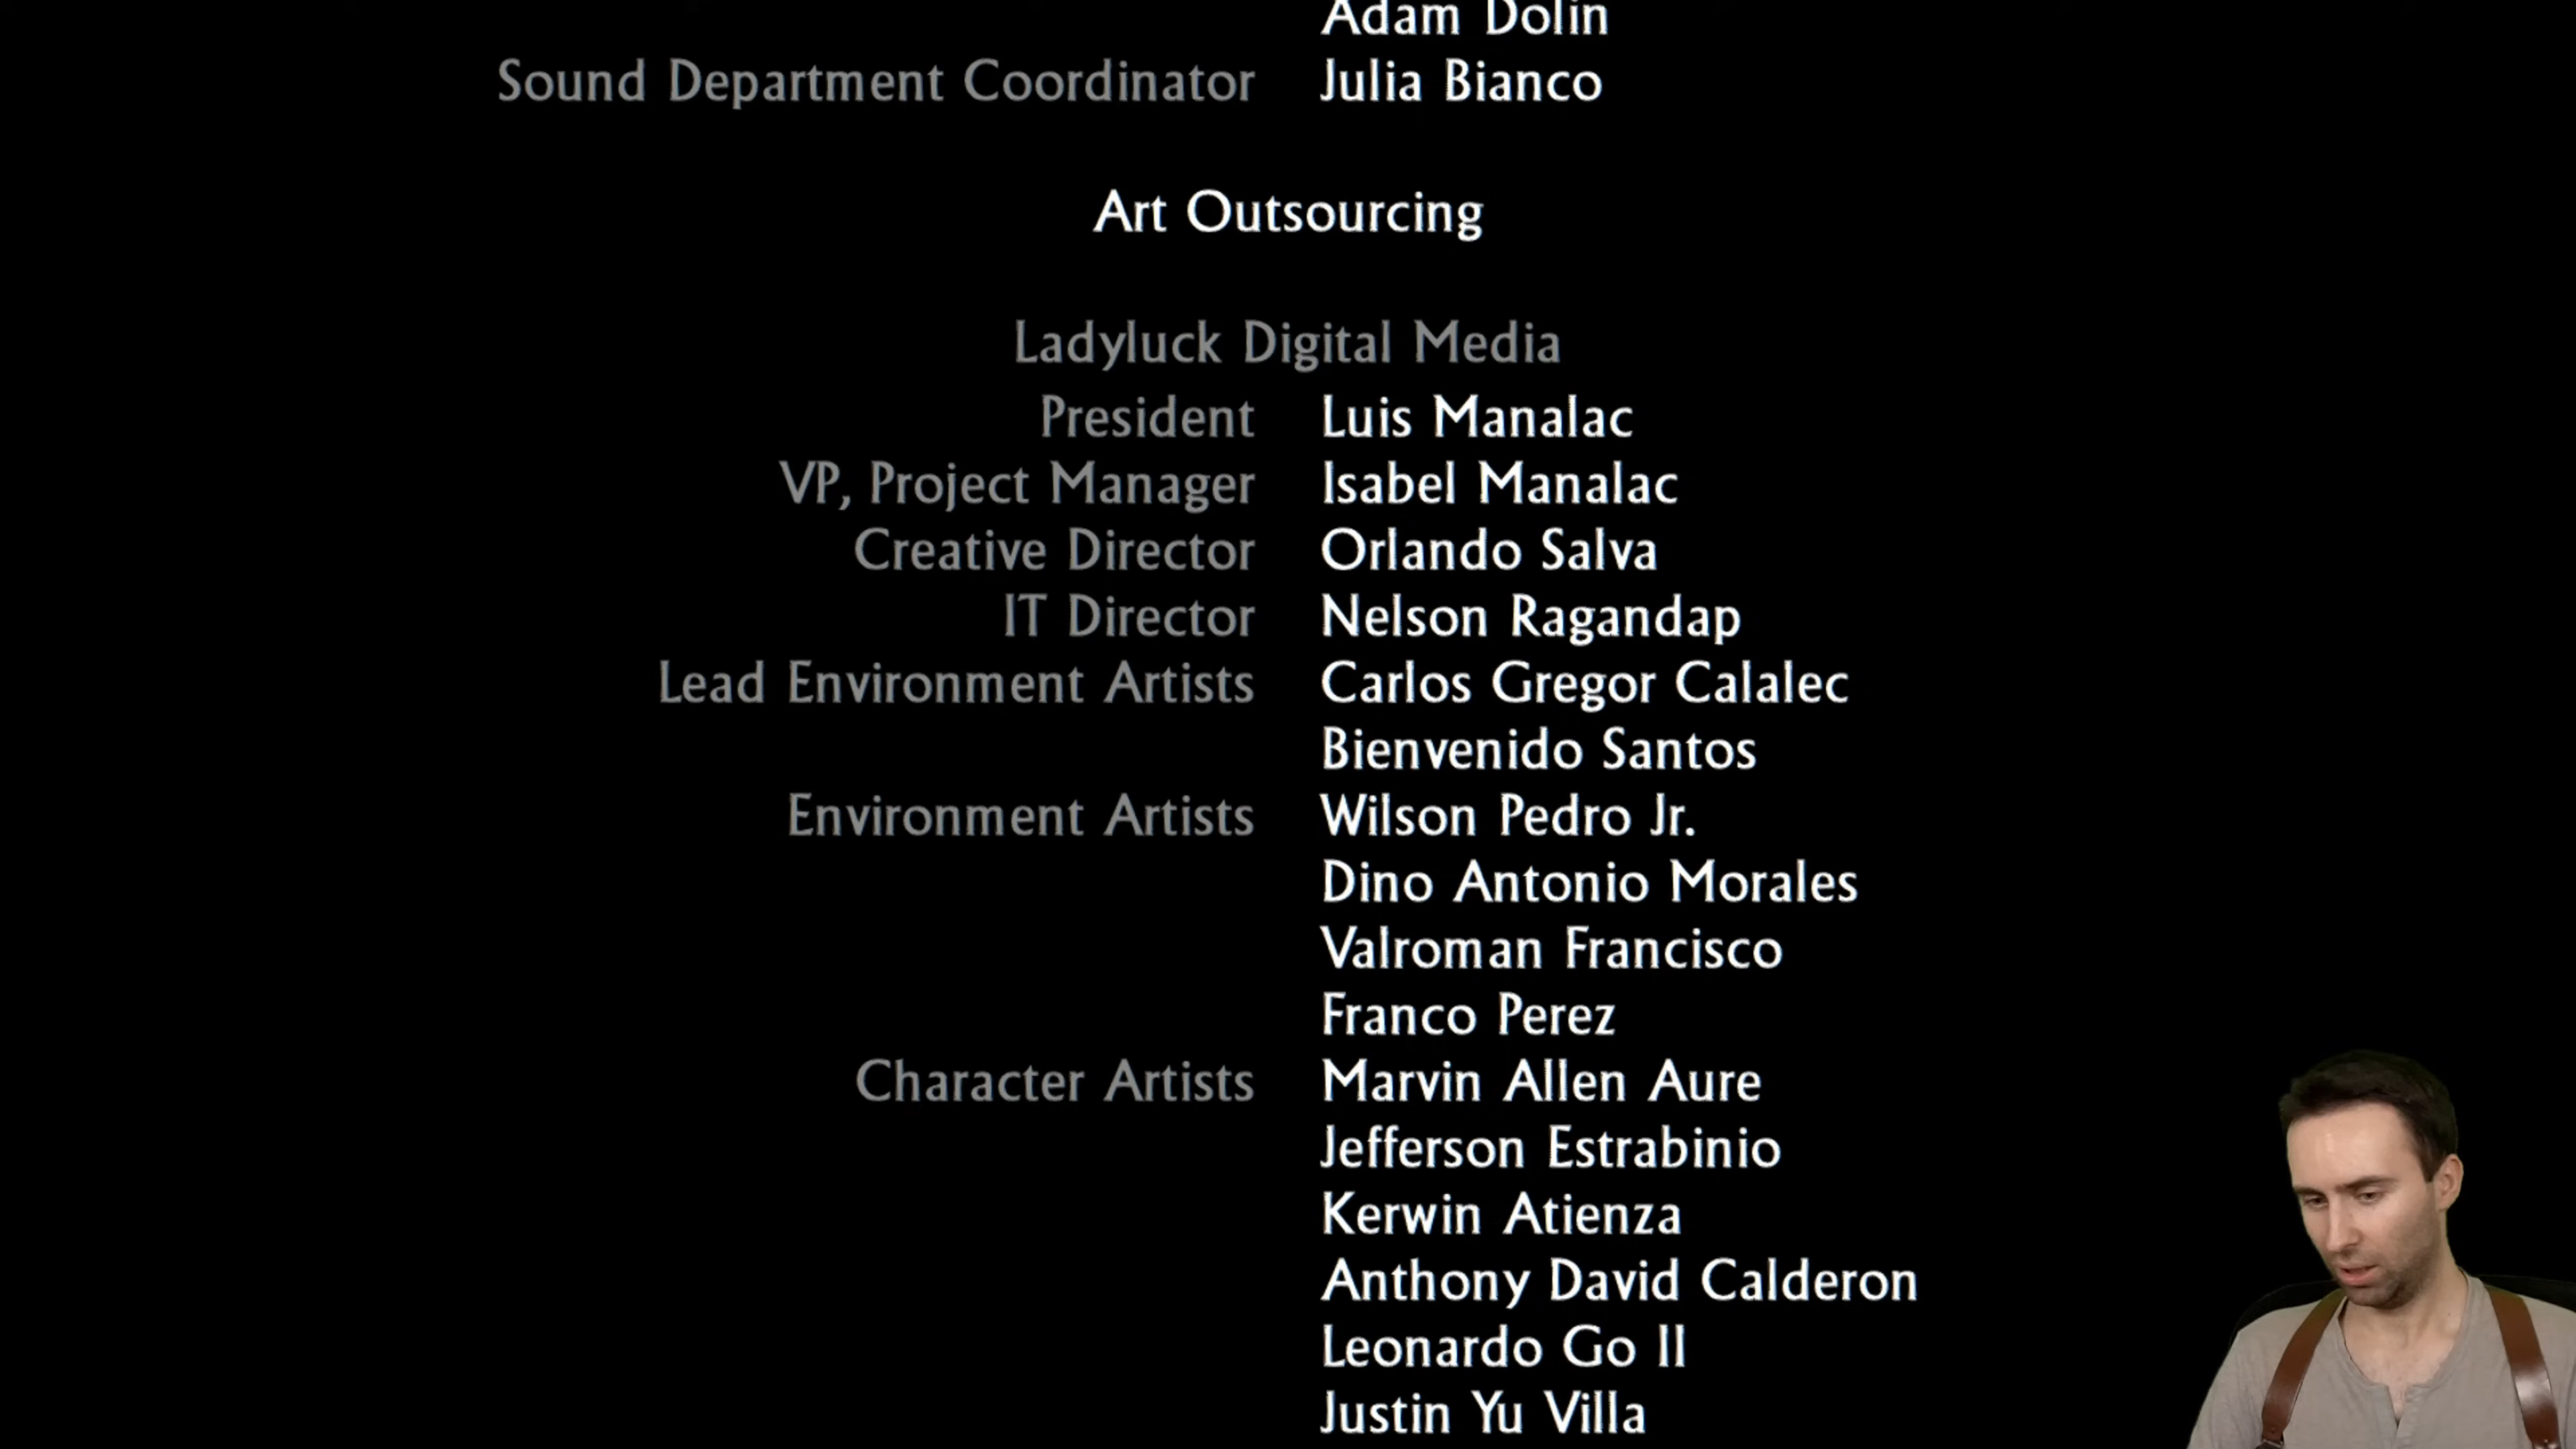 Adam Dolin
Sound Department Coordinator Julia Bianco
Art Outsourcing
Ladyluck Digital Media
President Luis Manalac
VP, Project Manager Isabel Manalac
Creative Director Orlando Salva
IT Director Nelson Ragandap
Lead Environment Artists Carlos Gregor Calalec
Bienvenido Santos
Environment Artists Wilson Pedro Jr.
Dino Antonio Morales
Valroman Francisco
Franco Perez
Character Artists Marvin Allen Aure
Jefferson Estrabinio
Kerwin Atienza
Anthony David Calderon
Leonardo Go II
Justin Yu Villa